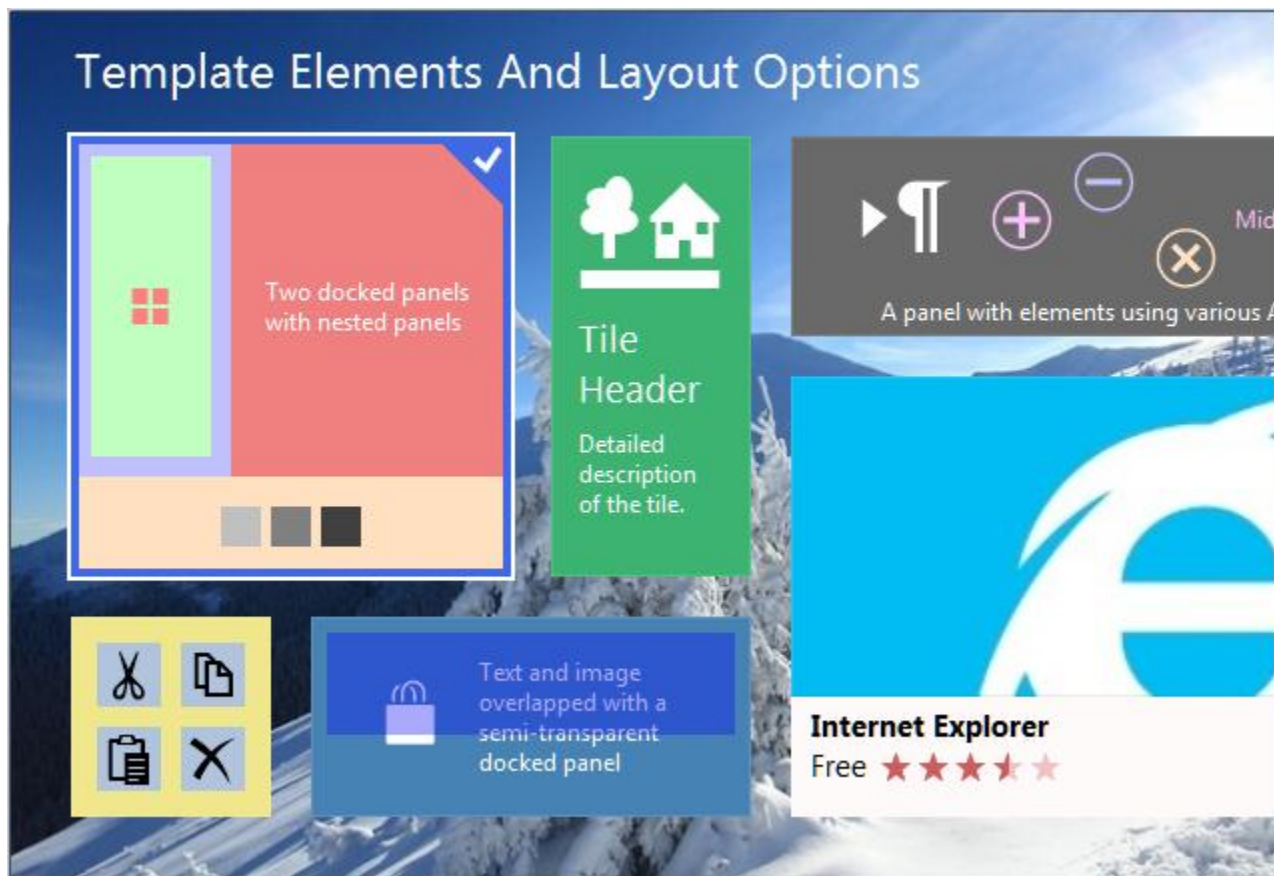 Template Elements And Layout Options
Two docked panels
with nested panels
Tile
Header
Detailed
description
of the tile.
Mid
A panel with elements using various A
Text and image
overlapped with a
semi-transparent
docked panel
Internet Explorer
Free